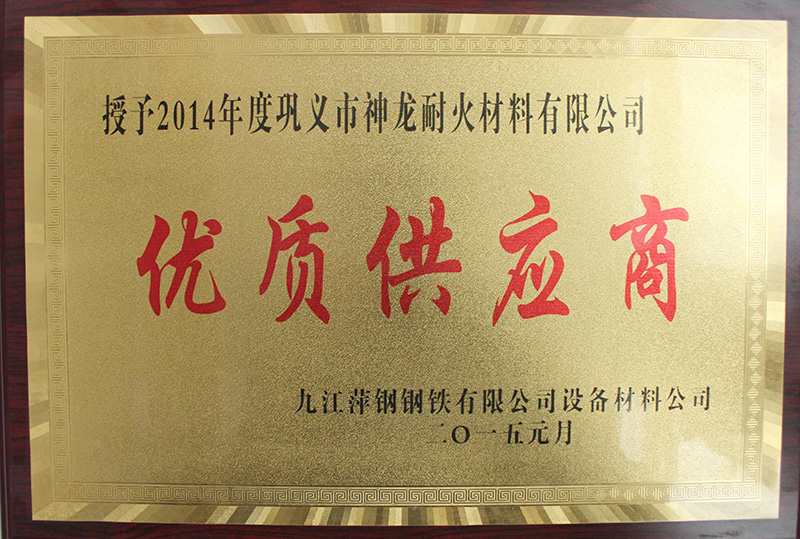 授予2014年度巩义市神龙耐火材料有限公司
优质供应商
九江萍钢钢铁有限公司设备材料公司
二〇一五元月